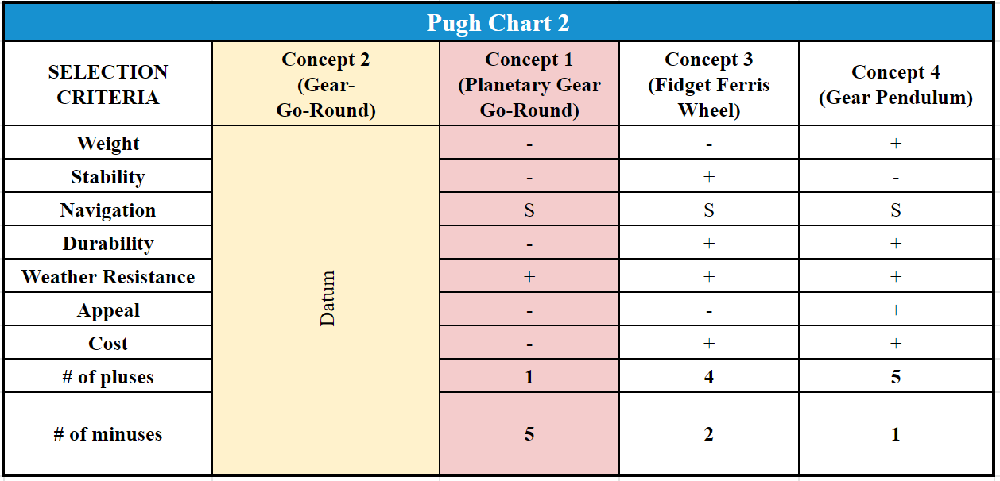 Pugh Chart 2
SELECTION
CRITERIA
Concept 2
(Gear-
Go-Round)
Concept 1
(Planetary Gear
Go-Round)
Concept 3
(Fidget Ferris
Wheel)
Concept 4
(Gear Pendulum)
Datum
Weight - - +
Stability - + -
Navigation S S S
Durability - + +
Weather Resistance + + +
Appeal - - +
Cost - + +
# of pluses 1 4 5
# of minuses 5 2 1